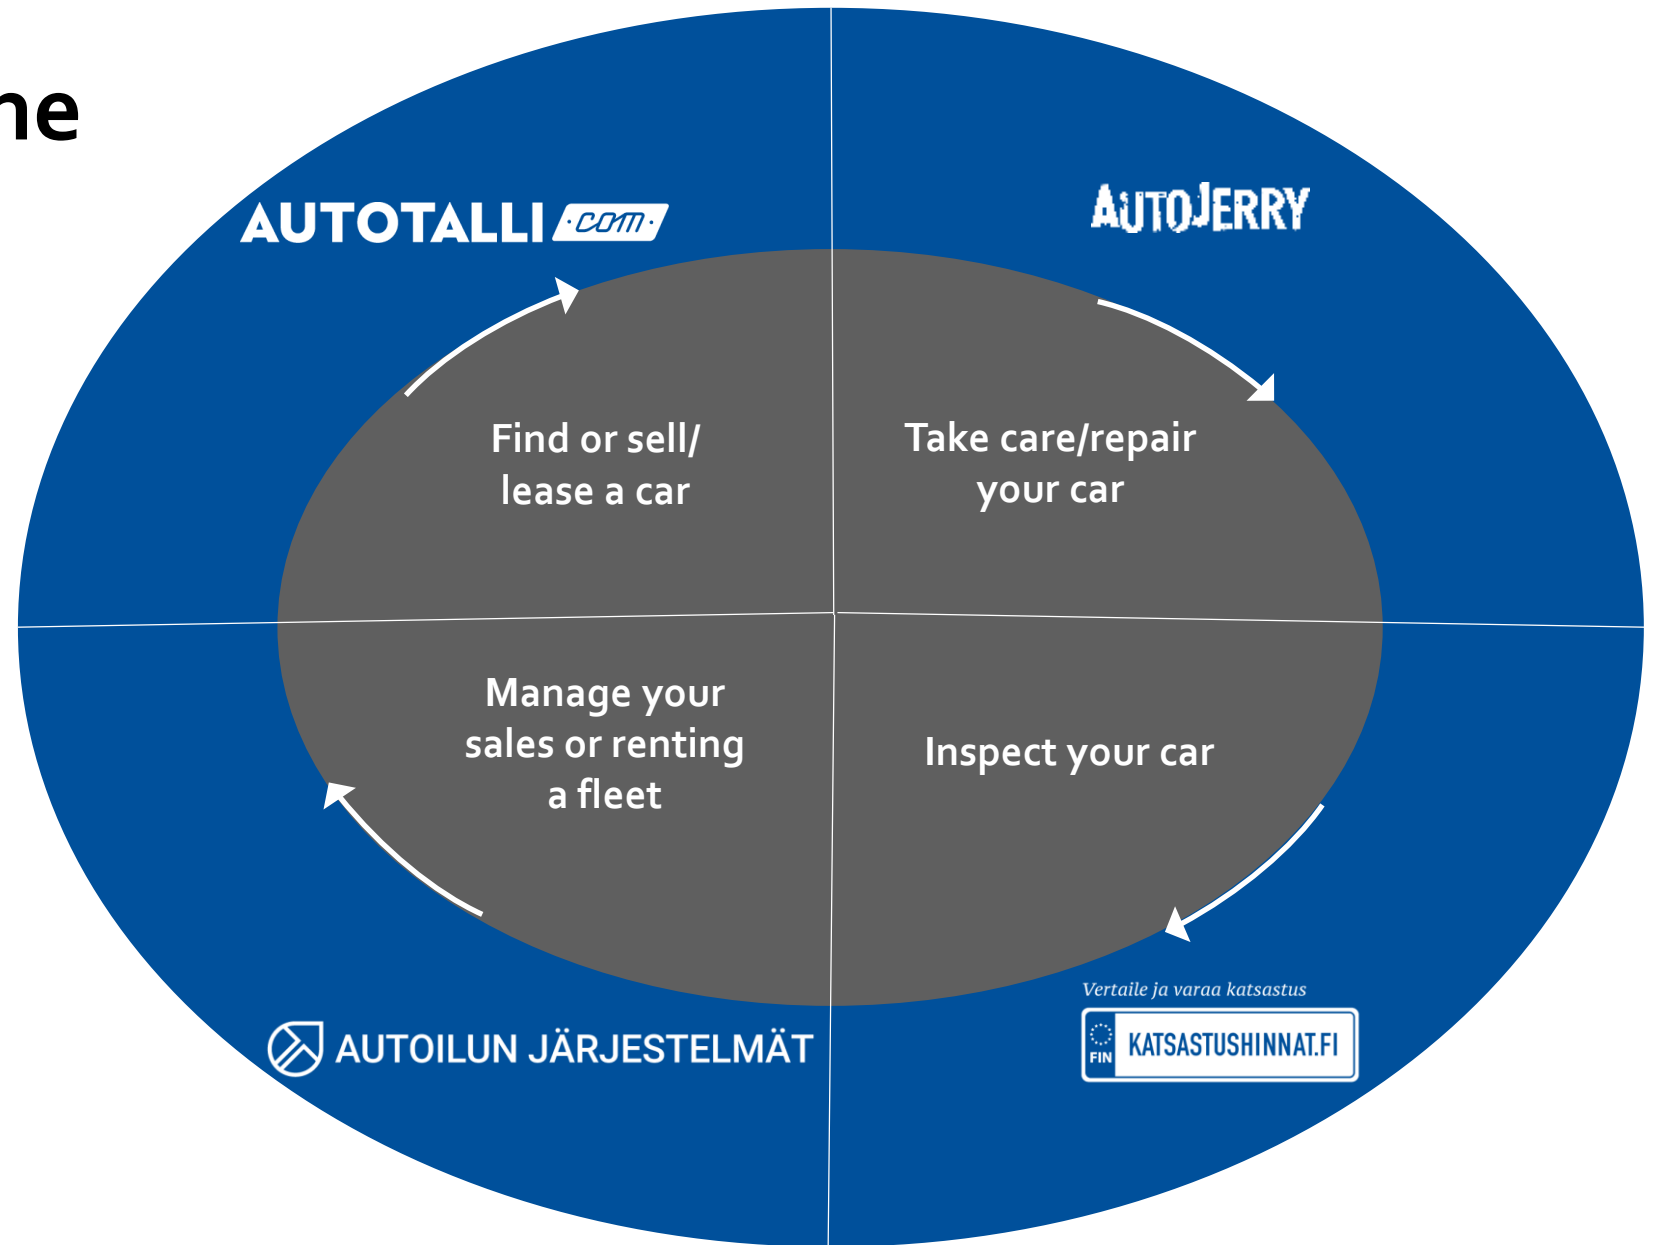 ne
AUTOTALLI .com.
AUTOJERRY
Find or sell/
lease a car
Take care/repair
your car
Manage your
sales or renting
a fleet
Inspect your car
Vertaile ja varaa katsastus
FIN KATSASTUSHINNAT.FI
AUTOILUN JÄRJESTELMÄT